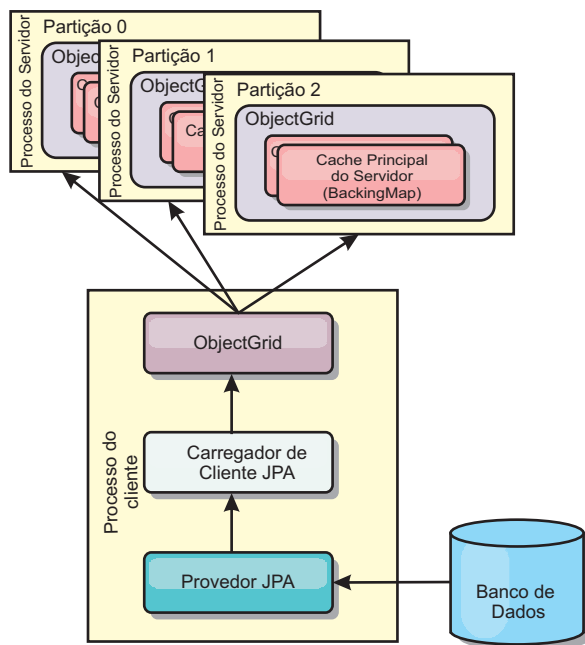 Partição 0
Processo do Servidor
Partição 1
Processo do Servidor
Partição 2
Processo do Servidor
ObjectGrid
Cache Principal
do Servidor
(BackingMap)
ObjectGrid
Carregador de
Cliente JPA
Provedor JPA
Processo do
cliente
Banco de
Dados